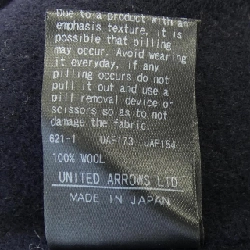 Due to a product with an
emphasis texture, it is
possible that pilling
may occur. Avoid wearing
it everyday, if any
pilling occurs do not
pull it out and use a
pill removal device or
scissors so as to not
damage the fabric.
621-1 UAF173 UAF154
100% WOOL
UNITED ARROWS LTD.
MADE IN JAPAN